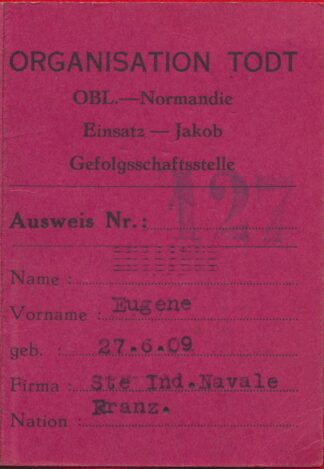 ORGANISATION TODT
OBL.—Normandie
Einsatz — Jakob
Gefolgsschaftsstelle
127
Ausweis Nr.:
Name :
Vorname : Eugene
geb. : 27.6.09
Firma : Ste Ind.Navale
Nation : Franz.